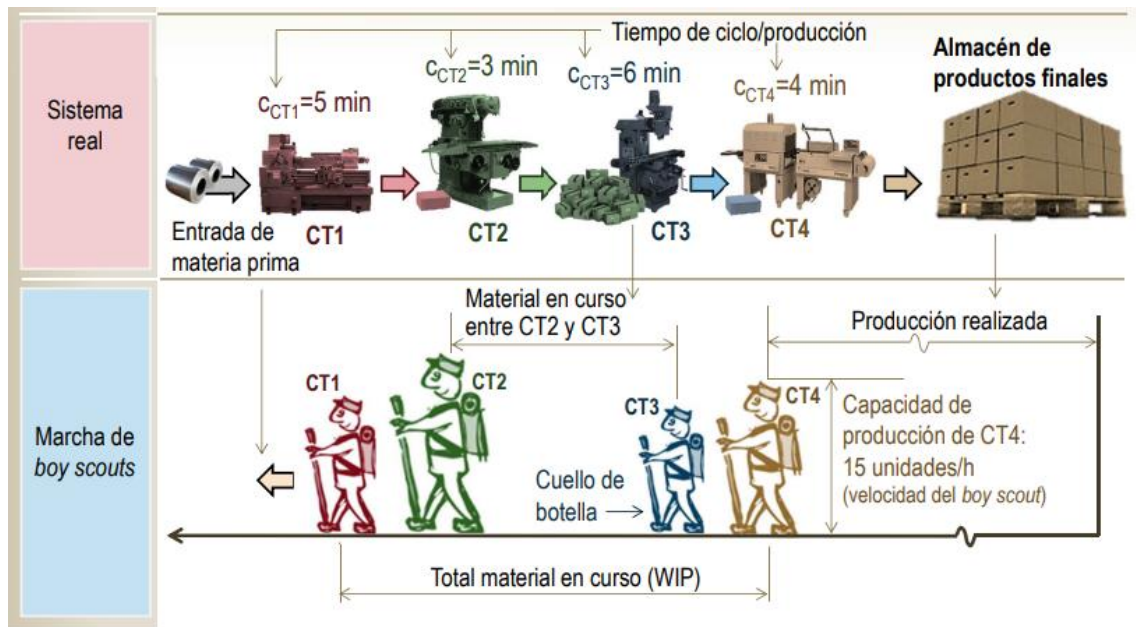 Sistema
real
Tiempo de ciclo/producción
cCT1=5 min
cCT2=3 min
cCT3=6 min
cCT4=4 min
Almacén de
productos finales
Entrada de
materia prima
CT1
CT2
CT3
CT4
Marcha de
boy scouts
Material en curso
entre CT2 y CT3
Producción realizada
CT1
CT2
CT3
CT4
Cuello de
botella
Capacidad de
producción de CT4:
15 unidades/h
(velocidad del boy scout)
Total material en curso (WIP)